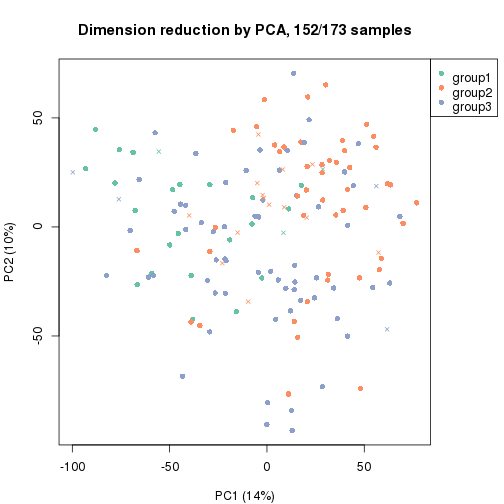 Dimension reduction by PCA, 152/173 samples
group1
group2
group3
50
0
-50
PC2 (10%)
-100
-50
0
50
PC1 (14%)